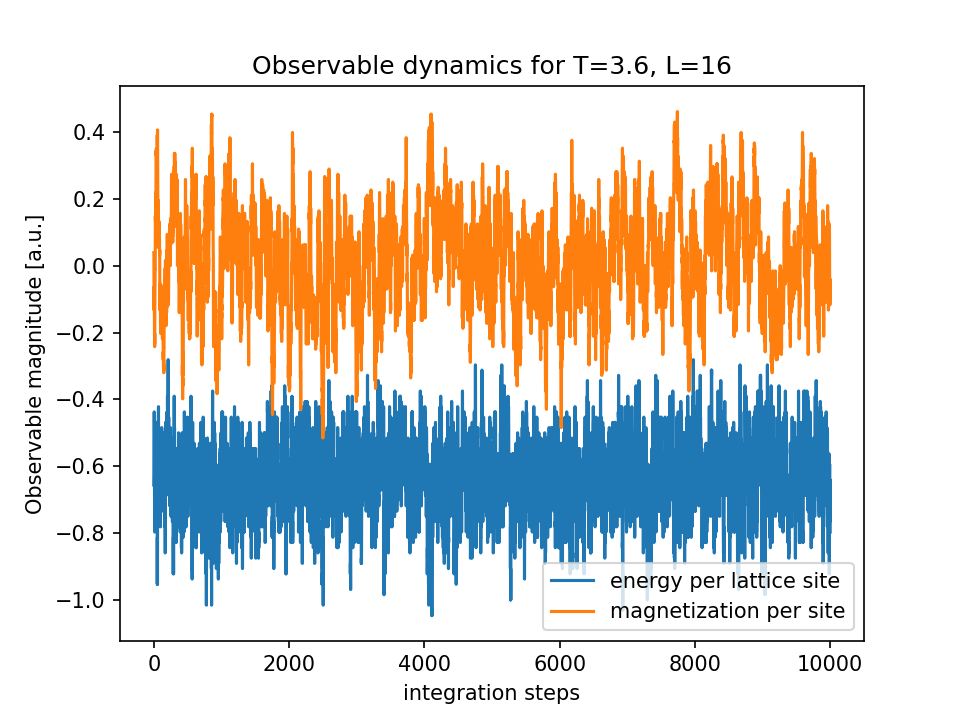 Observable dynamics for T=3.6, L=16
Observable magnitude [a.u.]
0.4
0.2
0.0
−0.2
−0.4
−0.6
−0.8
−1.0
energy per lattice site
magnetization per site
0 2000 4000 6000 8000 10000
integration steps